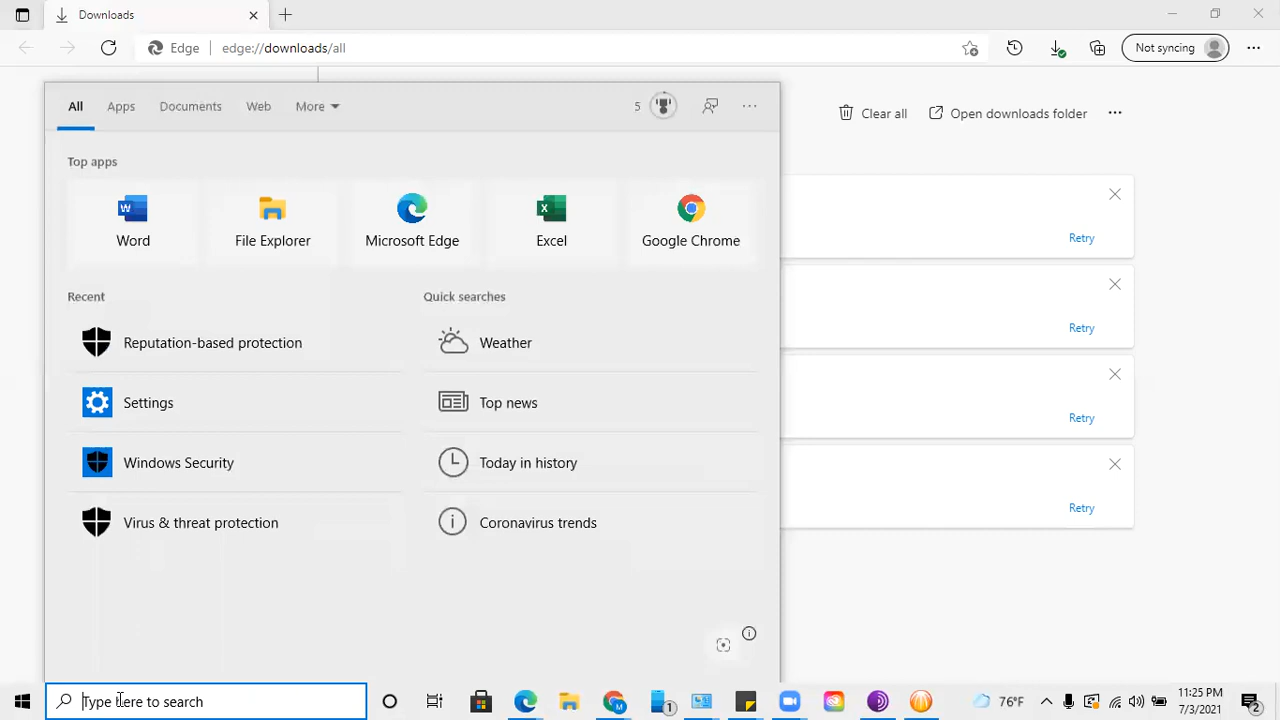 Downloads
Edge
edge://downloads/all
Not syncing
All
Apps
Documents
Web
More
5
Clear all
Open downloads folder
Top apps
Word
File Explorer
Microsoft Edge
Excel
Google Chrome
Retry
Recent
Quick searches
Reputation-based protection
Weather
Retry
Settings
Top news
Retry
Windows Security
Today in history
Retry
Virus & threat protection
Coronavirus trends
Type here to search
1
76°F
11:25 PM
7/3/2021
2